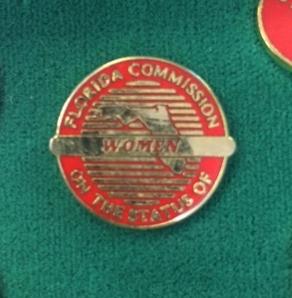 FLORIDA COMMISSION
ON THE STATUS OF
WOMEN